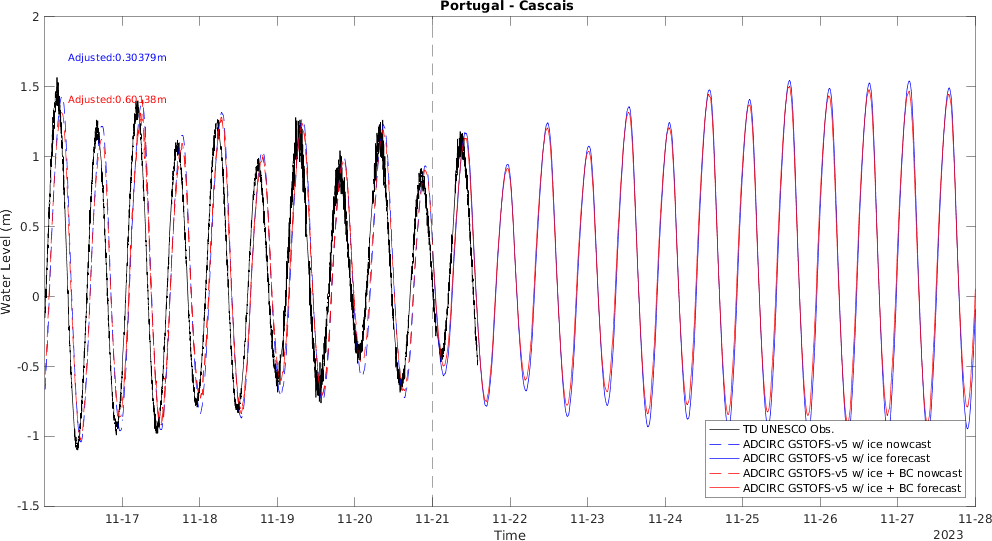 Portugal - Cascais
Adjusted:0.30379m
Adjusted:0.60138m
Water Level (m)
2
1.5
1
0.5
0
-0.5
-1
-1.5
11-17
11-18
11-19
11-20
11-21
11-22
11-23
11-24
11-25
11-26
11-27
11-28
Time
2023
TD UNESCO Obs.
ADCIRC GSTOFS-v5 w/ ice nowcast
ADCIRC GSTOFS-v5 w/ ice forecast
ADCIRC GSTOFS-v5 w/ ice + BC nowcast
ADCIRC GSTOFS-v5 w/ ice + BC forecast